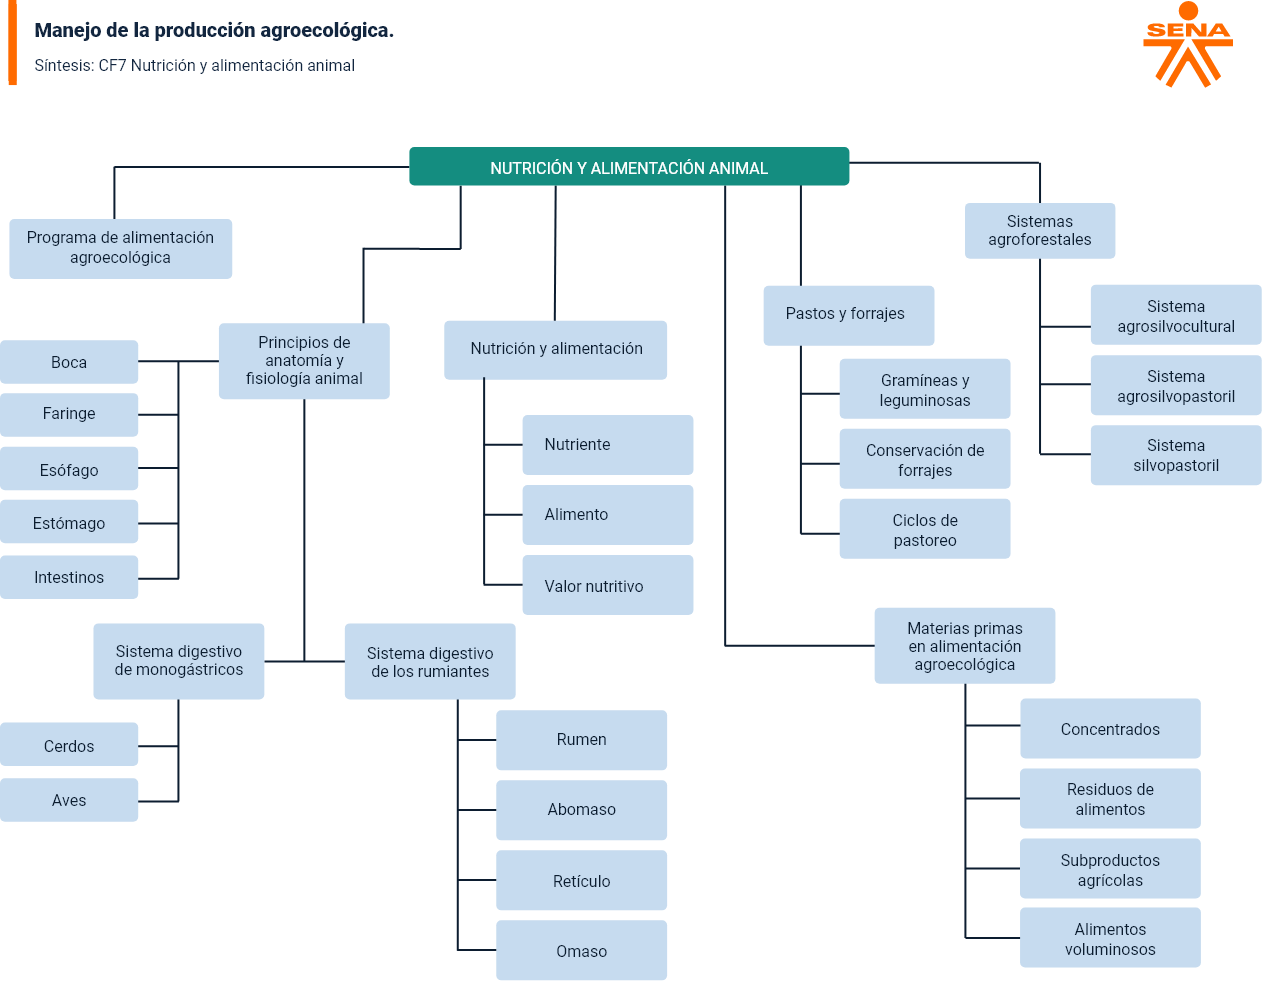 Manejo de la producción agroecológica.
Síntesis: CF7 Nutrición y alimentación animal
SENA
NUTRICIÓN Y ALIMENTACIÓN ANIMAL
Programa de alimentación
agroecológica
Principios de
anatomía y
fisiología animal
Boca
Faringe
Esófago
Estómago
Intestinos
Sistema digestivo
de monogástricos
Cerdos
Aves
Sistema digestivo
de los rumiantes
Rumen
Abomaso
Retículo
Omaso
Nutrición y alimentación
Nutriente
Alimento
Valor nutritivo
Pastos y forrajes
Gramíneas y
leguminosas
Conservación de
forrajes
Ciclos de
pastoreo
Materias primas
en alimentación
agroecológica
Concentrados
Residuos de
alimentos
Subproductos
agrícolas
Alimentos
voluminosos
Sistemas
agroforestales
Sistema
agrosilvocultural
Sistema
agrosilvopastoril
Sistema
silvopastoril